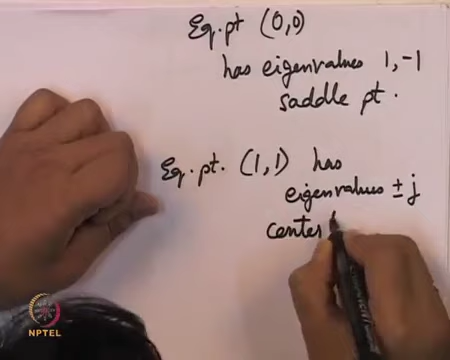 Eq.pt (0,0)
has eigenvalues 1,-1
saddle pt.
Eq.pt. (1,1) has
eigenvalues ± j
center
NPTEL